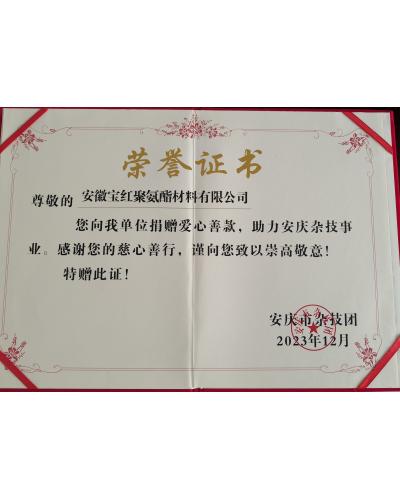 荣誉证书
尊敬的 安徽宝红聚氨酯材料有限公司
您向我单位捐赠爱心善款，助力安庆杂技事
业。感谢您的慈心善行，谨向您致以崇高敬意！
特赠此证！
安庆市杂技团
2023年12月